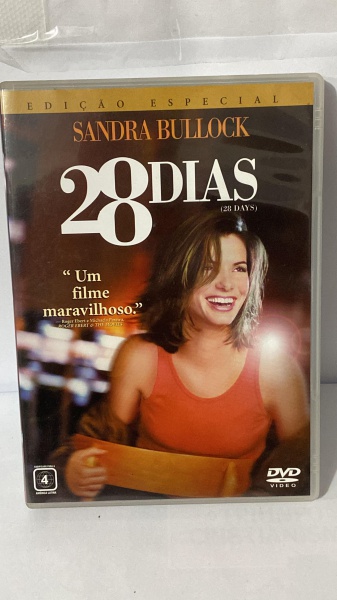 EDIÇÃO ESPECIAL
SANDRA BULLOCK
28 DIAS
(28 DAYS)
“ Um
filme
maravilhoso.”
4
DVD
VIDEO